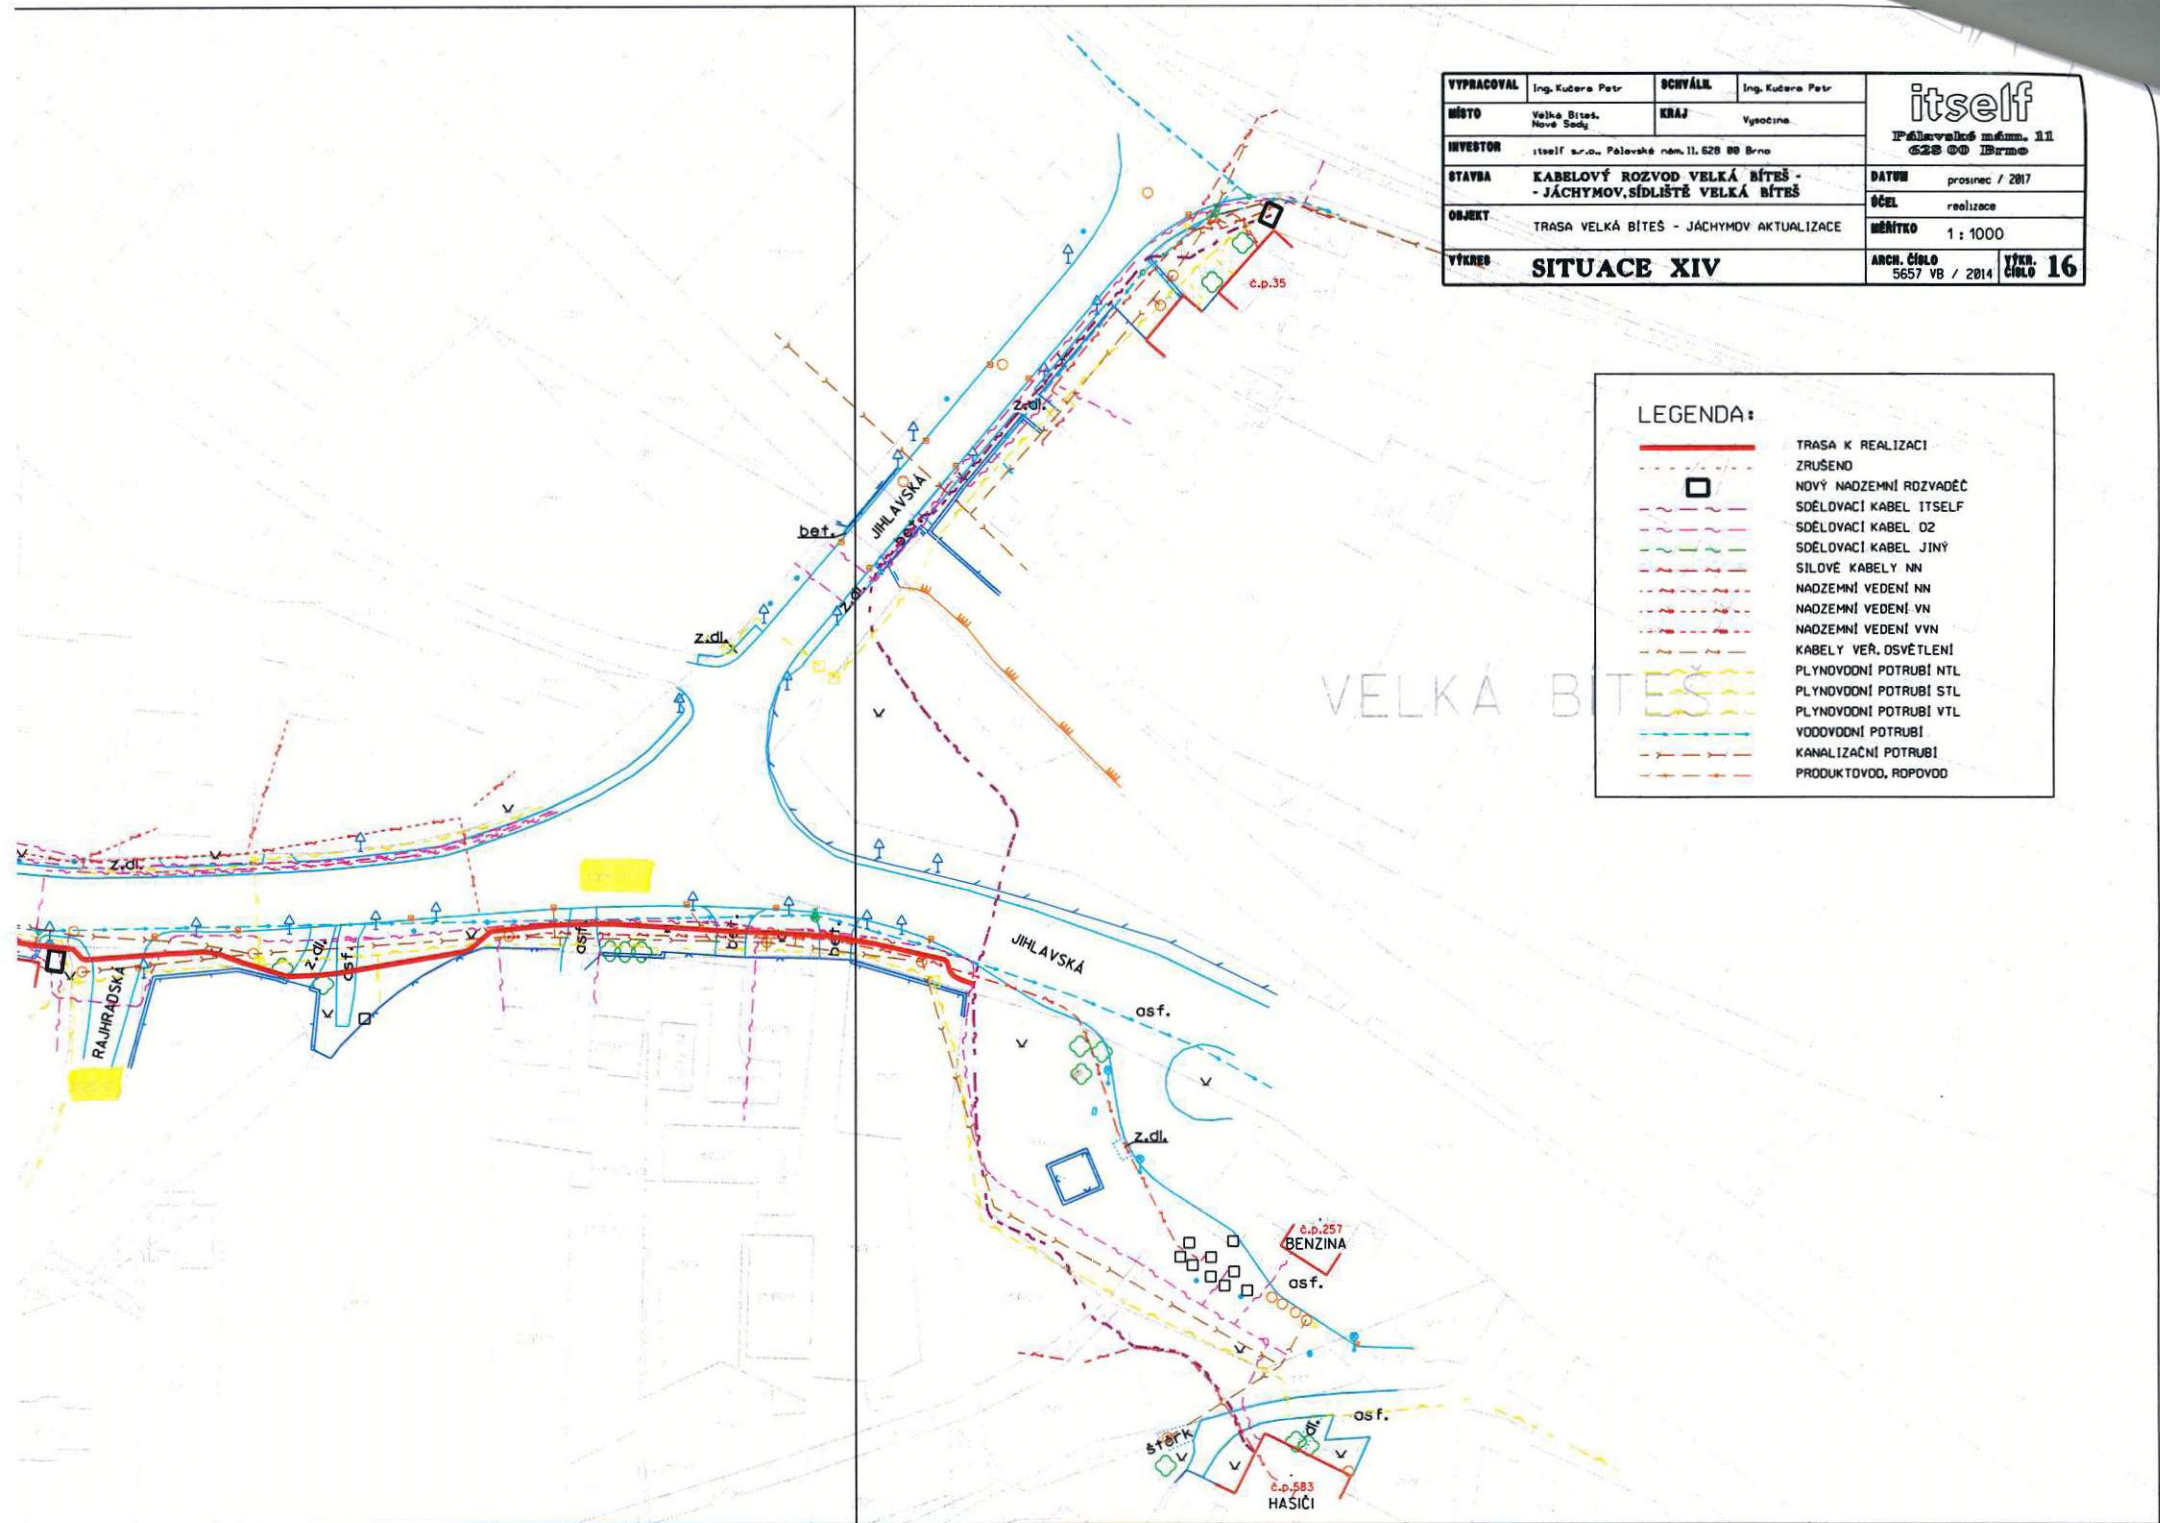 VYPRACOVAL Ing. Kučera Petr SCHVÁLIL Ing. Kučera Petr
MÍSTO Velká Bíteš, Nové Sady KRAJ Vysočina
INVESTOR itself s.r.o., Pálavské nám. 11, 628 00 Brno
STAVBA KABELOVÝ ROZVOD VELKÁ BÍTEŠ -
- JÁCHYMOV, SÍDLIŠTĚ VELKÁ BÍTEŠ
OBJEKT TRASA VELKÁ BÍTEŠ - JÁCHYMOV AKTUALIZACE
VÝKRES SITUACE XIV
itself
Pálavské nám. 11
628 00 Brno
DATUM prosinec / 2017
ÚČEL realizace
MĚŘÍTKO 1 : 1000
ARCH. ČÍSLO 5657 VB / 2014 VÝKR. ČÍSLO 16
č.p.35
LEGENDA:
TRASA K REALIZACI
ZRUŠENO
NOVÝ NADZEMNÍ ROZVADĚČ
SDĚLOVACÍ KABEL ITSELF
SDĚLOVACÍ KABEL O2
SDĚLOVACÍ KABEL JINÝ
SILOVÉ KABELY NN
NADZEMNÍ VEDENÍ NN
NADZEMNÍ VEDENÍ VN
NADZEMNÍ VEDENÍ VVN
KABELY VEŘ. OSVĚTLENÍ
PLYNOVODNÍ POTRUBÍ NTL
PLYNOVODNÍ POTRUBÍ STL
PLYNOVODNÍ POTRUBÍ VTL
VODOVODNÍ POTRUBÍ
KANALIZAČNÍ POTRUBÍ
PRODUKTOVOD, ROPOVOD
z.dl.
JIHLAVSKÁ
bet.
bet.
z.dl.
z.dl.
VELKÁ BÍTEŠ
z.dl.
z.dl.
asf.
asf.
bet.
bet.
JIHLAVSKÁ
RAJHRADSKÁ
asf.
z.dl.
č.p.257
BENZINA
asf.
asf.
dl.
štěrk
č.p.583
HASIČI